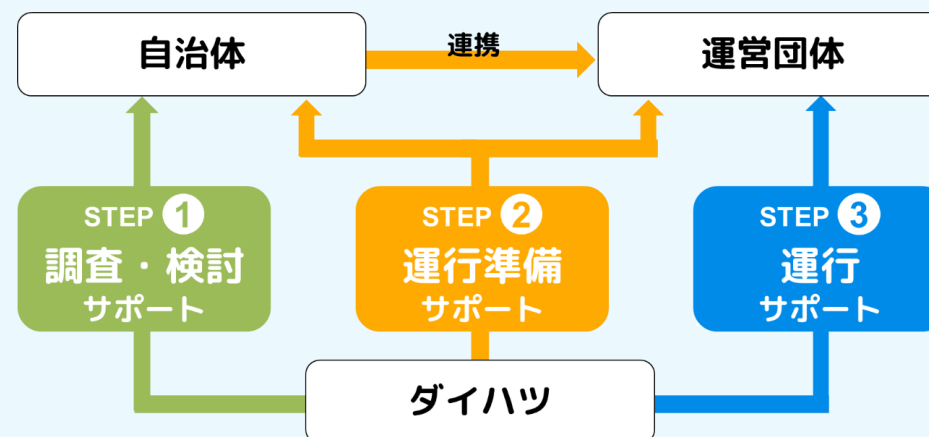 自治体
連携
運営団体
STEP 1
調査・検討
サポート
STEP 2
運行準備
サポート
STEP 3
運行
サポート
ダイハツ